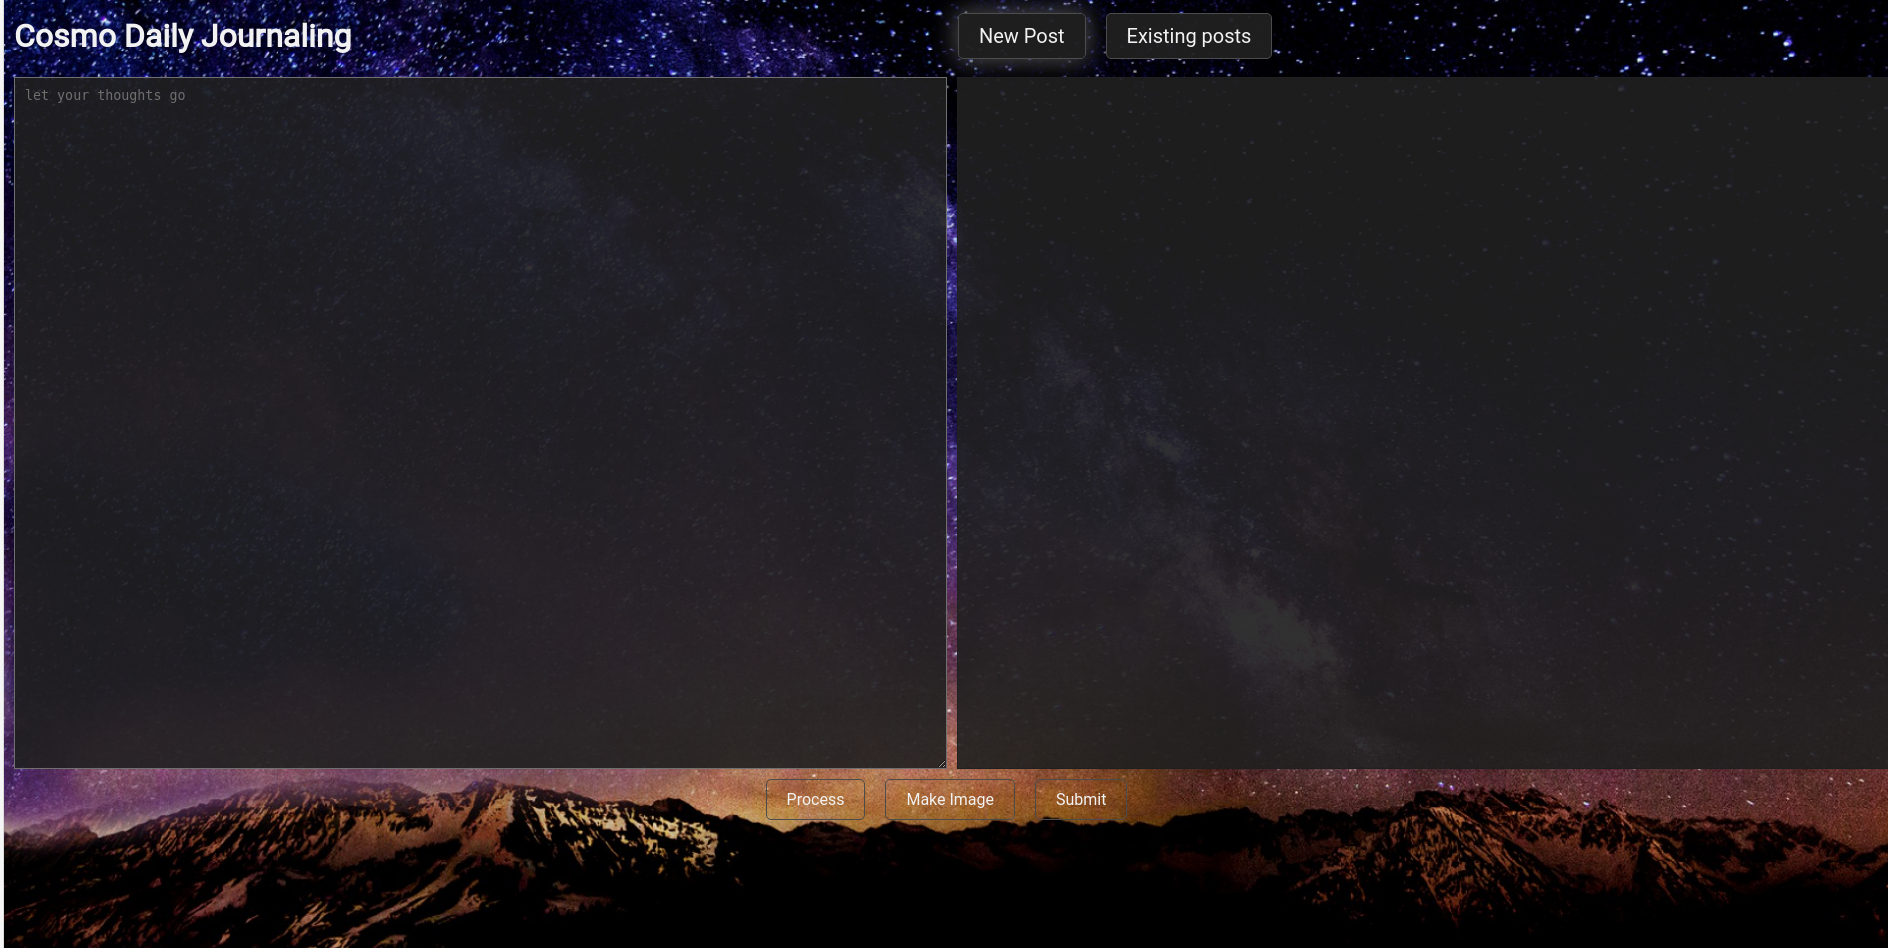 Cosmo Daily Journaling
New Post
Existing posts
let your thoughts go
Process
Make Image
Submit